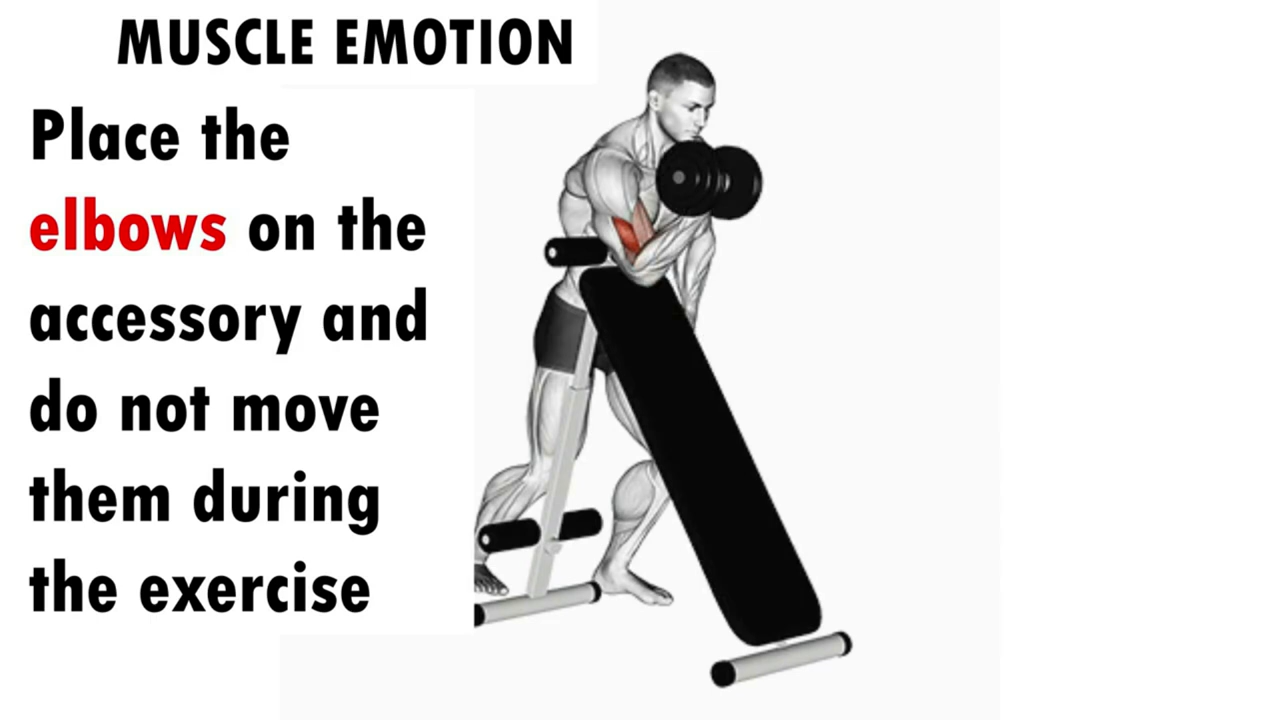 MUSCLE EMOTION
Place the
elbows on the
accessory and
do not move
them during
the exercise